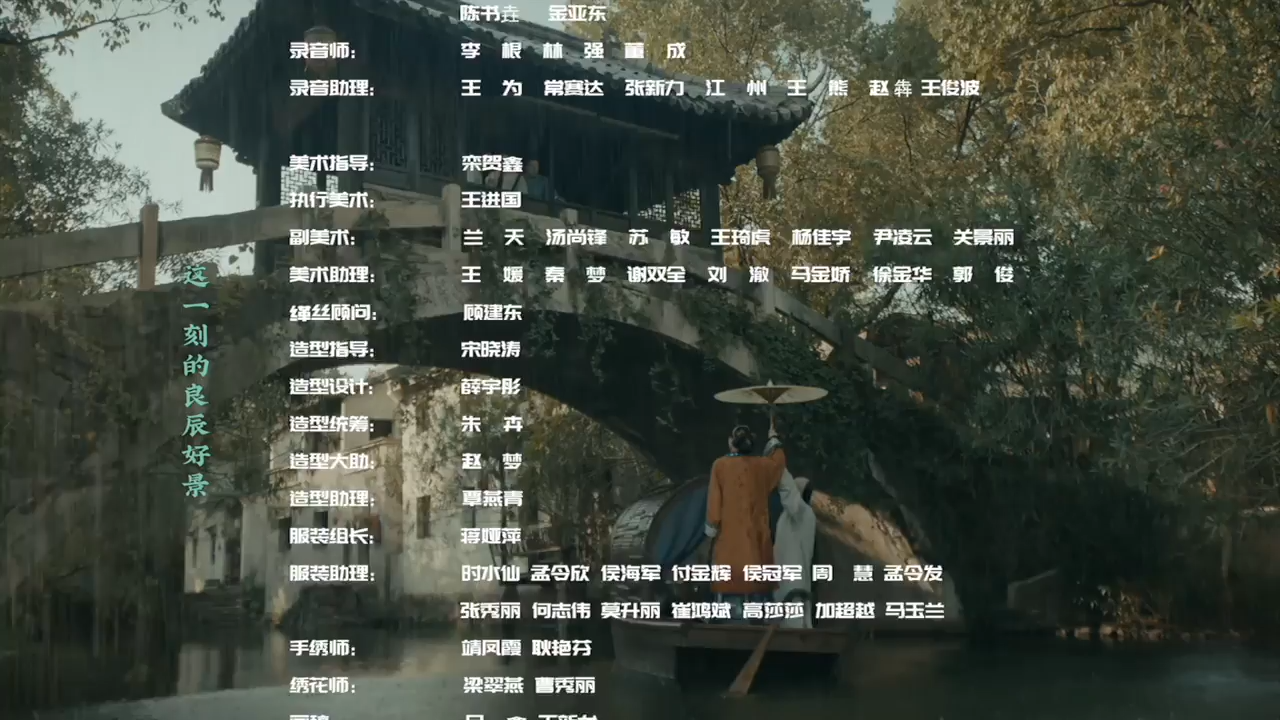 陈书垚 金亚东
录音师: 李 根 林 强 董 成
录音助理: 王 为 常赛达 张新力 江 州 王 熊 赵犇 王俊波
美术指导: 栾贺鑫
执行美术: 王进国
副美术: 兰 天 汤尚锋 苏 敏 王琦虎 杨佳宇 尹凌云 关景丽
美术助理: 王 媛 秦 梦 谢双全 刘 澈 马金娇 徐金华 郭 俊
缂丝顾问: 顾建东
造型指导: 宋晓涛
造型设计: 薛宇彤
造型统筹: 朱 卉
造型大助: 赵 梦
造型助理: 覃燕青
服装组长: 蒋娅萍
服装助理: 时水仙 孟令欣 侯海军 付金辉 侯冠军 周 慧 孟令发
张秀丽 何志伟 莫升丽 崔鸿斌 高莎莎 加超越 马玉兰
手绣师: 靖凤霞 耿艳芬
绣花师: 梁翠燕 曹秀丽
这一刻的良辰好景